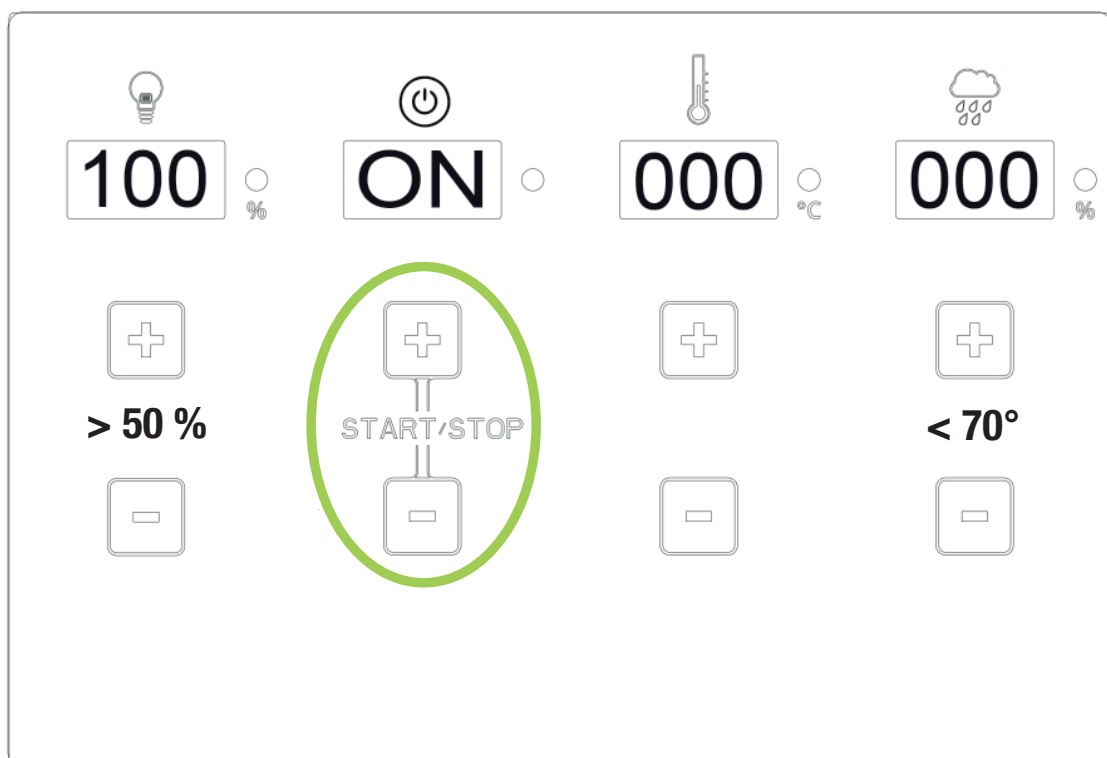 100 % ON 000 °C 000 %
+ + + +
> 50 % START/STOP < 70°
- - - -